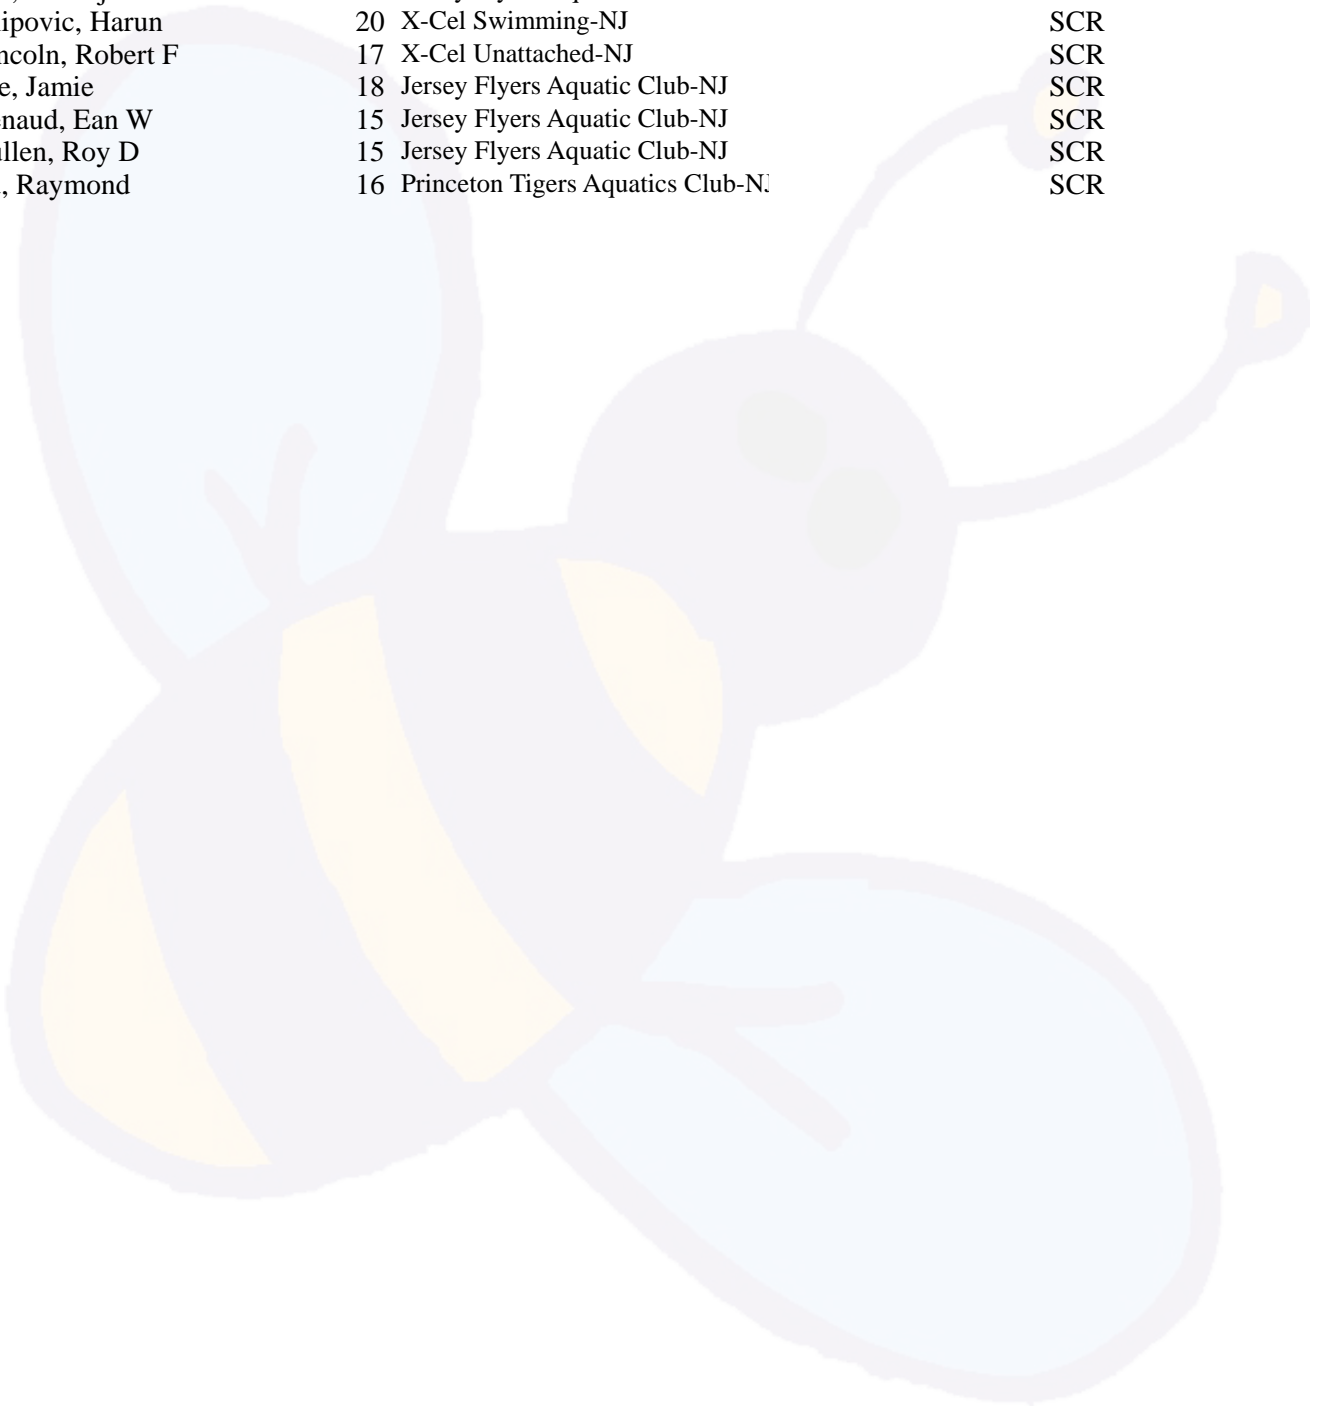 ipovic, Harun 20 X-Cel Swimming-NJ SCR
ncoln, Robert F 17 X-Cel Unattached-NJ SCR
e, Jamie 18 Jersey Flyers Aquatic Club-NJ SCR
enaud, Ean W 15 Jersey Flyers Aquatic Club-NJ SCR
ullen, Roy D 15 Jersey Flyers Aquatic Club-NJ SCR
, Raymond 16 Princeton Tigers Aquatics Club-NJ SCR